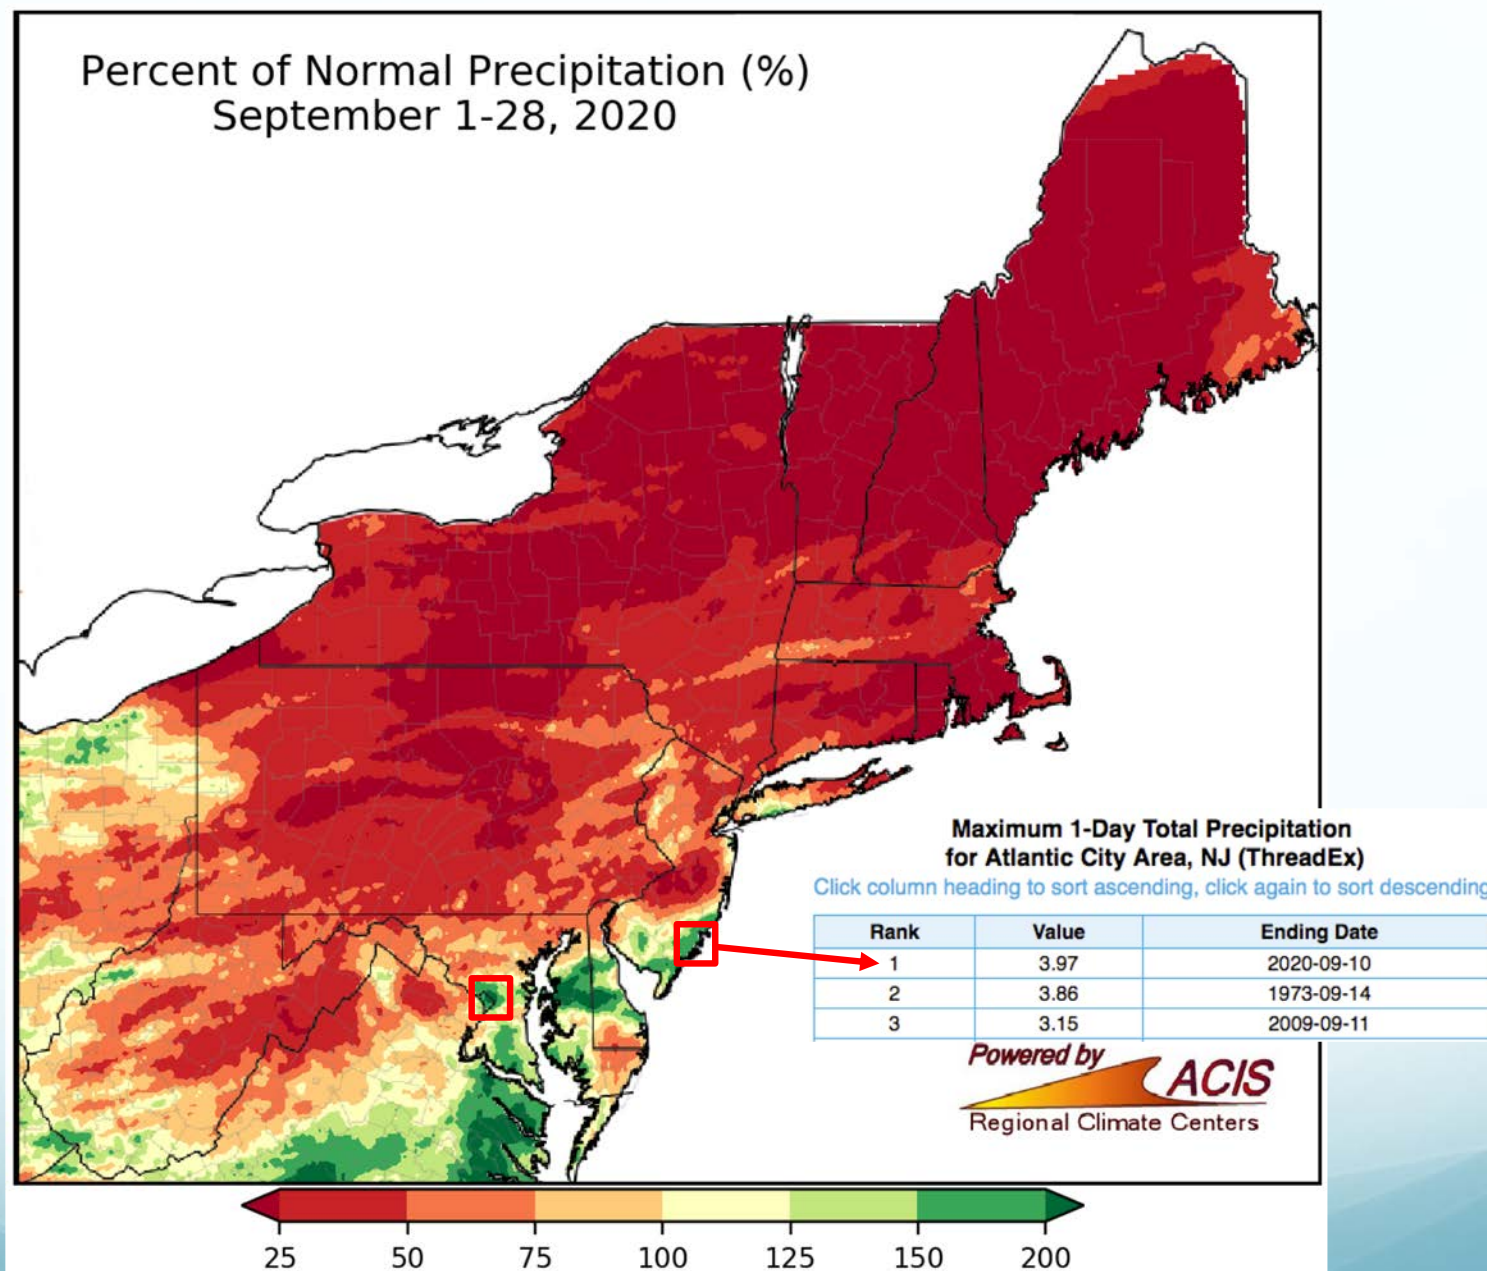 Percent of Normal Precipitation (%)
September 1-28, 2020
Maximum 1-Day Total Precipitation
for Atlantic City Area, NJ (ThreadEx)
Click column heading to sort ascending, click again to sort descending
Rank Value Ending Date
1 3.97 2020-09-10
2 3.86 1973-09-14
3 3.15 2009-09-11
Powered by
ACIS
Regional Climate Centers
25 50 75 100 125 150 200